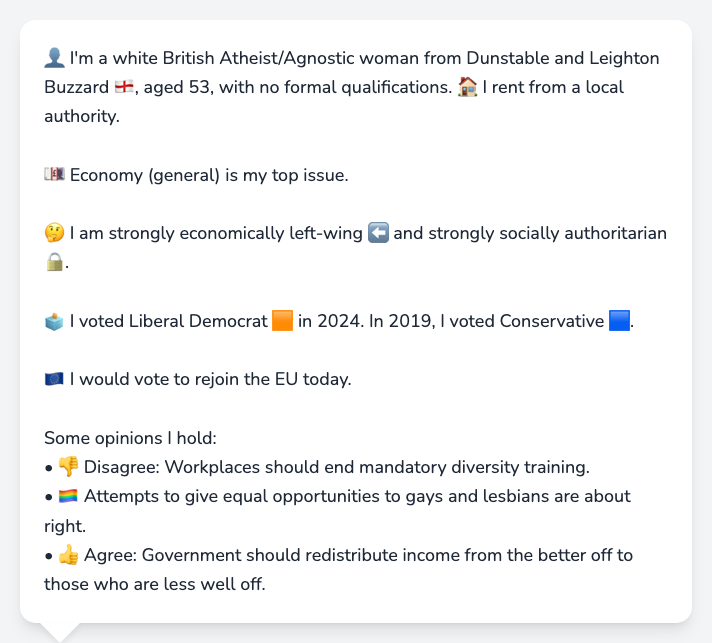 👤 I'm a white British Atheist/Agnostic woman from Dunstable and Leighton
Buzzard 🏴󠁧󠁢󠁥󠁮󠁧󠁿, aged 53, with no formal qualifications. 🏠 I rent from a local
authority.
💷 Economy (general) is my top issue.
🤔 I am strongly economically left-wing ⬅️ and strongly socially authoritarian
🔒.
🗳️ I voted Liberal Democrat 🟧 in 2024. In 2019, I voted Conservative 🟦.
🇪🇺 I would vote to rejoin the EU today.
Some opinions I hold:
• 👎 Disagree: Workplaces should end mandatory diversity training.
• 🏳️‍🌈 Attempts to give equal opportunities to gays and lesbians are about
right.
• 👍 Agree: Government should redistribute income from the better off to
those who are less well off.